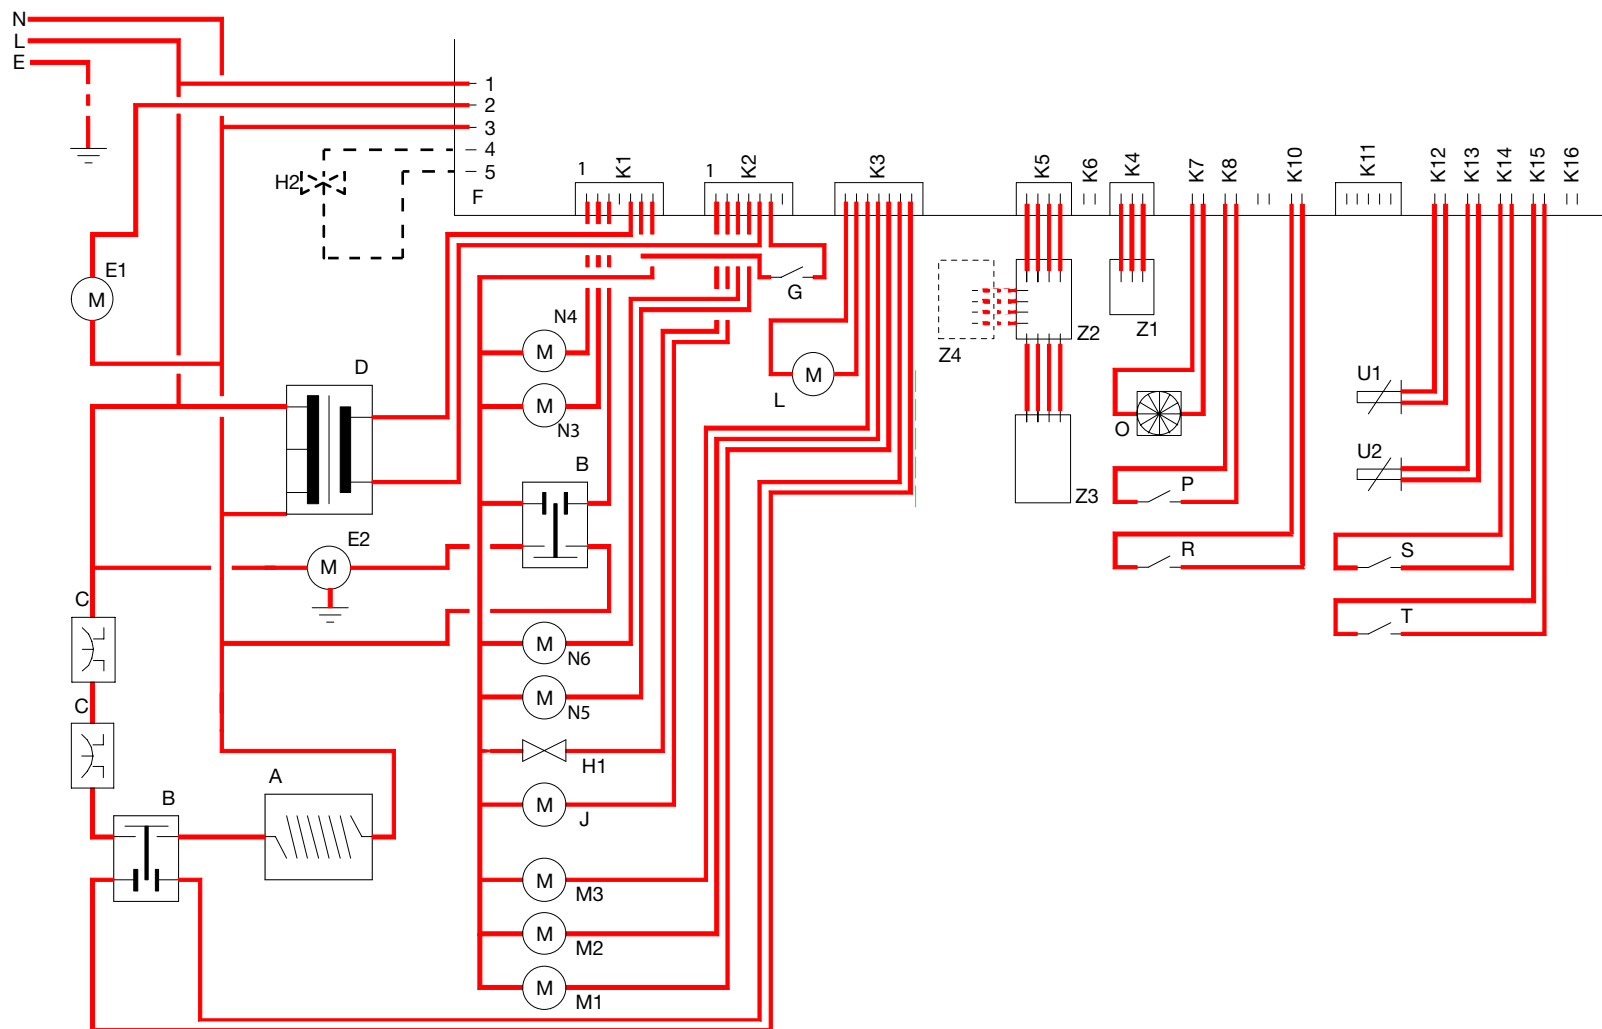 N
L
E
1
2
3
4
5
F
H2
1
K1
1
K2
K3
K5
K6
K4
K7
K8
K10
K11
K12
K13
K14
K15
K16
E1
M
G
N4
M
N3
M
D
L
M
Z4
Z2
Z1
Z3
O
P
R
U1
U2
S
T
B
E2
M
C
C
N6
M
N5
M
H1
J
M
A
B
M
M3
M
M2
M
M1